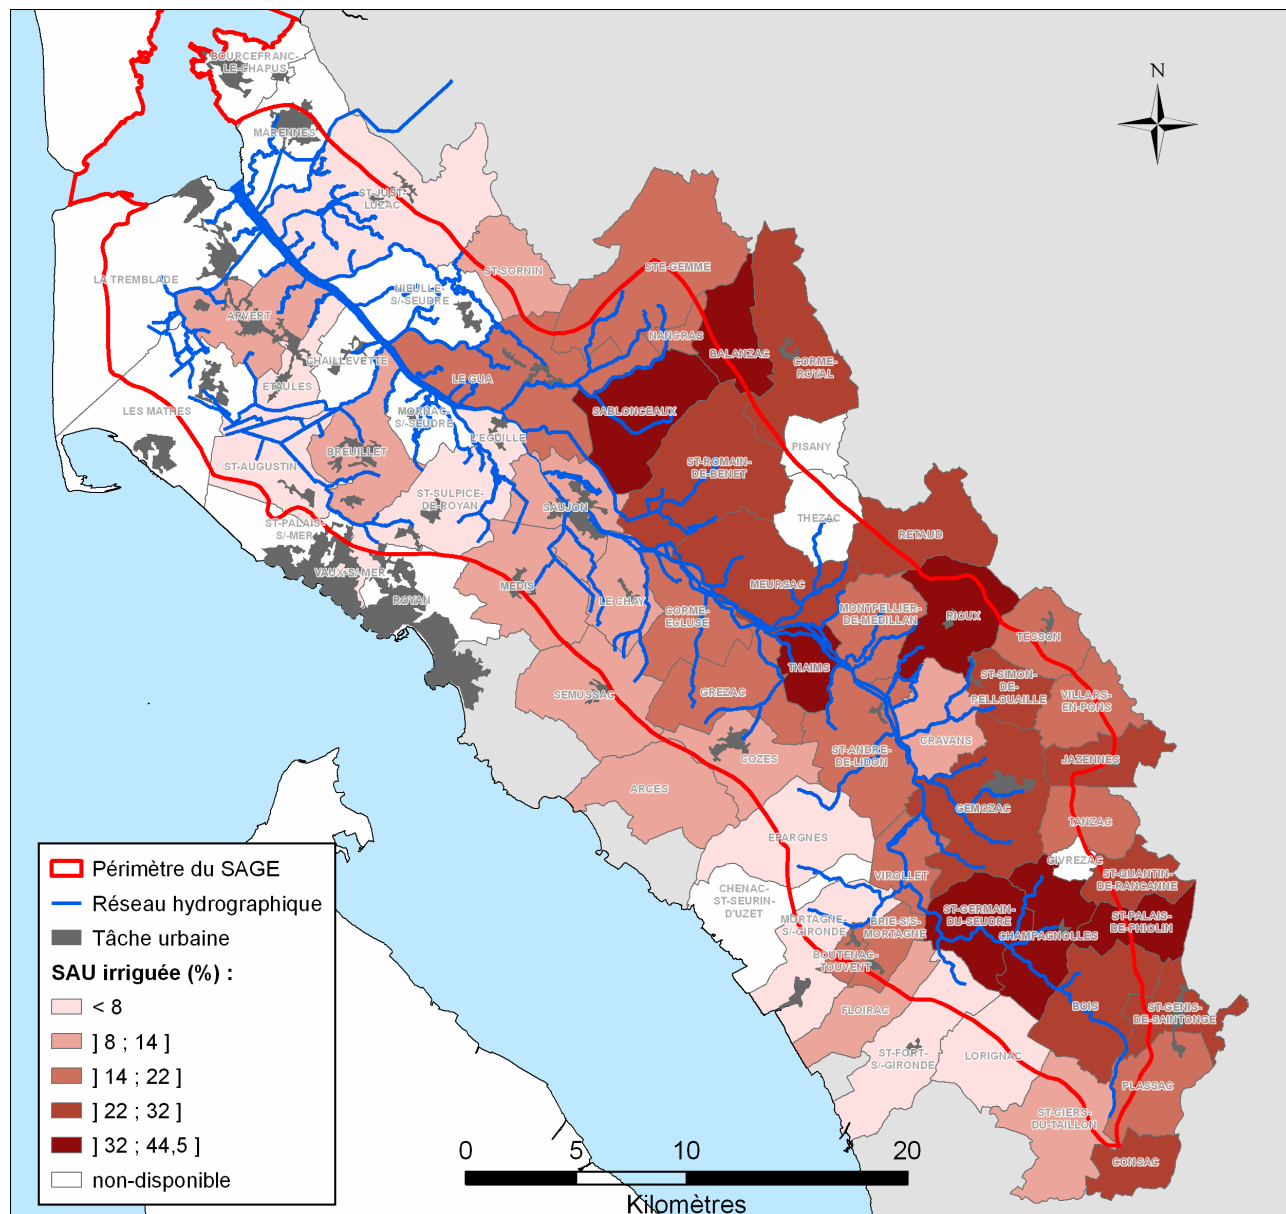 N
BOURCEFRANC-
LE-CHAPUS
MARENNES
ST-JUST-
LUZAC
ST-SORNIN
STE-GEMME
LA TREMBLADE
NIEULLE-
S/-SEUDRE
ARVERT
NANCRAS
BALANZAC
CORME-
ROYAL
CHAILLEVETTE
ETAULES
LE GUA
LES MATHES
MORNAC-
S/-SEUDRE
SABLONCEAUX
L'EGUILLE
PISANY
BREUILLET
ST-AUGUSTIN
ST-ROMAIN-
DE-BENET
ST-SULPICE-
DE-ROYAN
SAUJON
THEZAC
ST-PALAIS-
S/-MER
RETAUD
VAUX-S/-MER
ROYAN
MEDIS
LE CHAY
MEURSAC
CORME-
ECLUSE
MONTPELLIER-
DE-MEDILLAN
RIOUX
TESSON
THAIMS
ST-SIMON-
DE-
PELLOUAILLE
SEMUSSAC
GREZAC
VILLARS-
EN-PONS
CRAVANS
COZES
ST-ANDRE-
DE-LIDON
JAZENNES
ARCES
GEMOZAC
TANZAC
EPARGNES
GIVREZAC
VIROLLET
ST-QUANTIN-
DE-RANCANNE
CHENAC-
ST-SEURIN-
D'UZET
MORTAGNE-
S/-GIRONDE
BRIE-S/S-
MORTAGNE
ST-GERMAIN-
DU-SEUDRE
CHAMPAGNOLLES
ST-PALAIS-
DE-PHIOLIN
BOUTENAC-
TOUVENT
FLOIRAC
BOIS
ST-GENIS-
DE-SAINTONGE
ST-FORT-
S/-GIRONDE
LORIGNAC
PLASSAC
ST-CIERS-
DU-TAILLON
CONSAC
Périmètre du SAGE
Réseau hydrographique
Tâche urbaine
SAU irriguée (%) :
< 8
] 8 ; 14 ]
] 14 ; 22 ]
] 22 ; 32 ]
] 32 ; 44,5 ]
non-disponible
0 5 10 20
Kilomètres